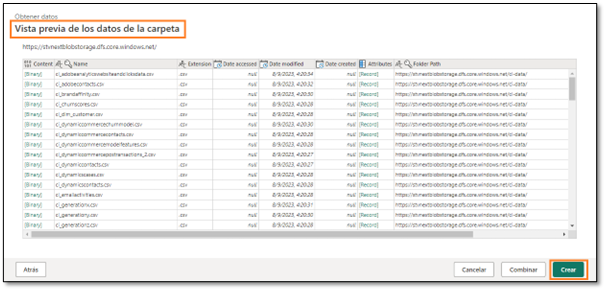 Obtener datos
Vista previa de los datos de la carpeta
https://stvnextblobstorage.dfs.core.windows.net/
Content Name Extension Date accessed Date modified Date created Attributes Folder Path
[Binary] ci_adobeanalyticswebsiteandclicksdata.csv .csv null 8/9/2023, 4:20:34 null [Record] https://stvnextblobstorage.dfs.core.windows.net/ci-data/
[Binary] ci_adobecontacts.csv .csv null 8/9/2023, 4:20:32 null [Record] https://stvnextblobstorage.dfs.core.windows.net/ci-data/
[Binary] ci_brandaffinity.csv .csv null 8/9/2023, 4:20:30 null [Record] https://stvnextblobstorage.dfs.core.windows.net/ci-data/
[Binary] ci_churnscores.csv .csv null 8/9/2023, 4:20:28 null [Record] https://stvnextblobstorage.dfs.core.windows.net/ci-data/
[Binary] ci_dim_customer.csv .csv null 8/9/2023, 4:20:28 null [Record] https://stvnextblobstorage.dfs.core.windows.net/ci-data/
[Binary] ci_dynamiccommercechurnmodel.csv .csv null 8/9/2023, 4:20:28 null [Record] https://stvnextblobstorage.dfs.core.windows.net/ci-data/
[Binary] ci_dynamiccommercecontacts.csv .csv null 8/9/2023, 4:20:30 null [Record] https://stvnextblobstorage.dfs.core.windows.net/ci-data/
[Binary] ci_dynamiccommercemodelfeatures.csv .csv null 8/9/2023, 4:20:28 null [Record] https://stvnextblobstorage.dfs.core.windows.net/ci-data/
[Binary] ci_dynamiccommercepostransactions_2.csv .csv null 8/9/2023, 4:20:27 null [Record] https://stvnextblobstorage.dfs.core.windows.net/ci-data/
[Binary] ci_dynamiccontacts.csv .csv null 8/9/2023, 4:20:27 null [Record] https://stvnextblobstorage.dfs.core.windows.net/ci-data/
[Binary] ci_dynamicscases.csv .csv null 8/9/2023, 4:20:28 null [Record] https://stvnextblobstorage.dfs.core.windows.net/ci-data/
[Binary] ci_dynamicscontacts.csv .csv null 8/9/2023, 4:20:28 null [Record] https://stvnextblobstorage.dfs.core.windows.net/ci-data/
[Binary] ci_emailactivities.csv .csv null 8/9/2023, 4:20:28 null [Record] https://stvnextblobstorage.dfs.core.windows.net/ci-data/
[Binary] ci_generationx.csv .csv null 8/9/2023, 4:20:31 null [Record] https://stvnextblobstorage.dfs.core.windows.net/ci-data/
[Binary] ci_generationy.csv .csv null 8/9/2023, 4:20:30 null [Record] https://stvnextblobstorage.dfs.core.windows.net/ci-data/
[Binary] ci_generationz.csv .csv null 8/9/2023, 4:20:28 null [Record] https://stvnextblobstorage.dfs.core.windows.net/ci-data/
Atrás Cancelar Combinar Crear